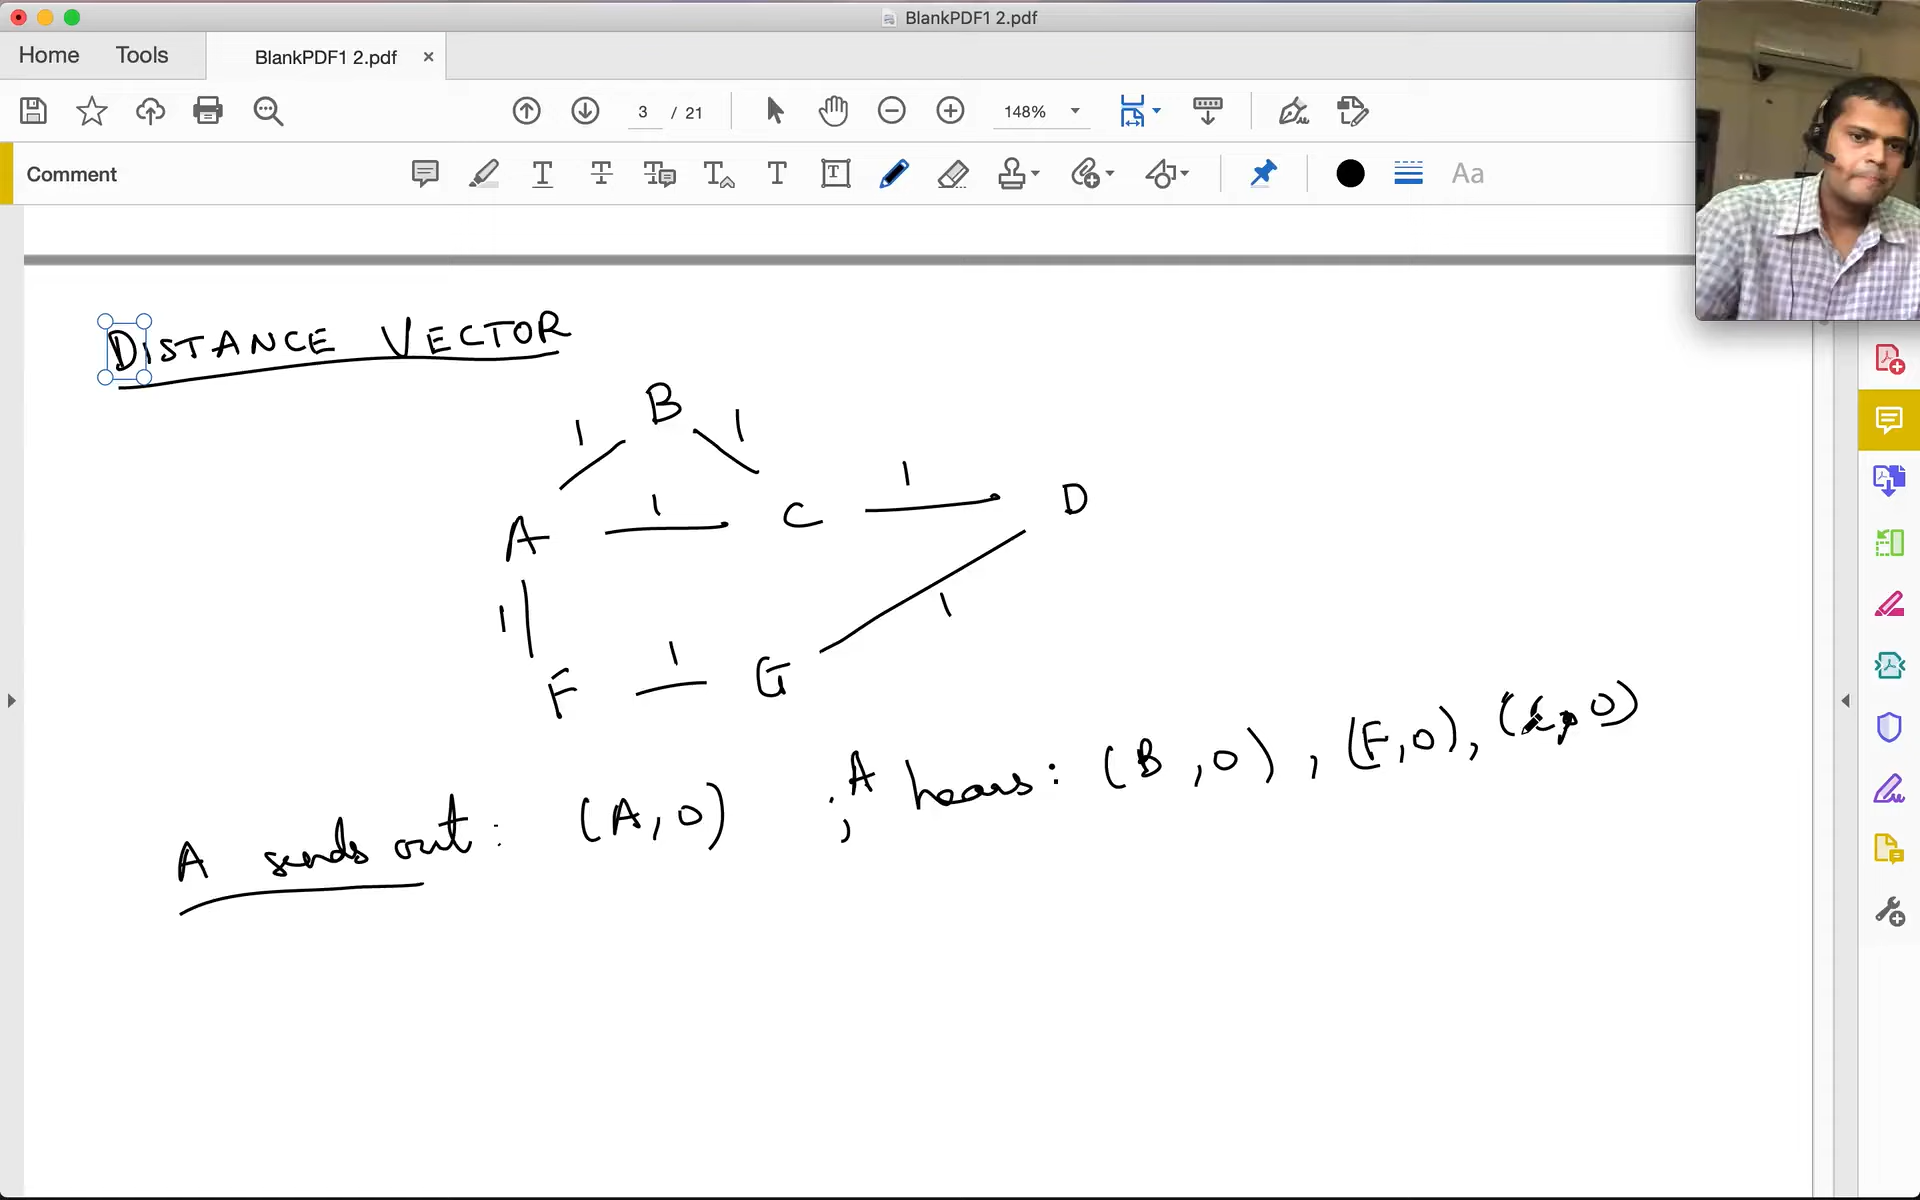 BlankPDF1 2.pdf
Home Tools BlankPDF1 2.pdf ×
3 / 21 148%
Comment T T T T T T Aa
DISTANCE VECTOR
B
1 1
1 1
A C D
1 1
1
F G
A sends out: (A, 0) ; A hears: (B, 0), (F, 0), (C, 0)